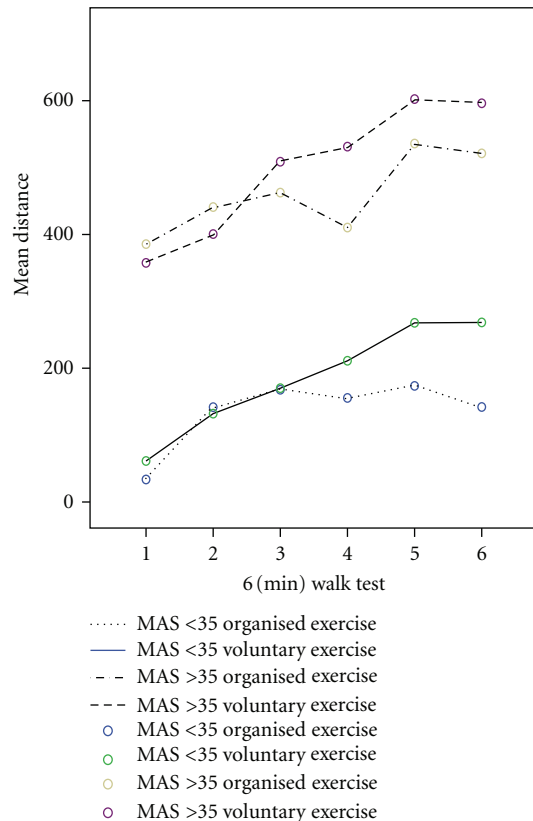 600
400
200
0
Mean distance
1 2 3 4 5 6
6 (min) walk test
MAS <35 organised exercise
MAS <35 voluntary exercise
MAS >35 organised exercise
MAS >35 voluntary exercise
MAS <35 organised exercise
MAS <35 voluntary exercise
MAS >35 organised exercise
MAS >35 voluntary exercise